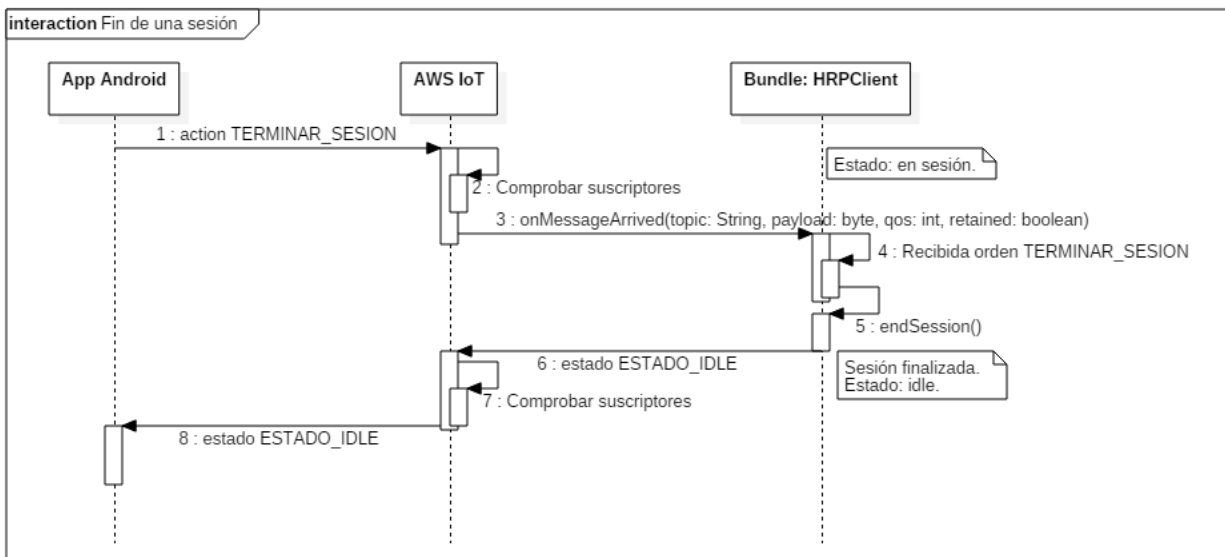 interaction Fin de una sesión
App Android
AWS IoT
Bundle: HRPClient
1 : action TERMINAR_SESION
Estado: en sesión.
2 : Comprobar suscriptores
3 : onMessageArrived(topic: String, payload: byte, qos: int, retained: boolean)
4 : Recibida orden TERMINAR_SESION
5 : endSession()
6 : estado ESTADO_IDLE
Sesión finalizada.
Estado: idle.
7 : Comprobar suscriptores
8 : estado ESTADO_IDLE